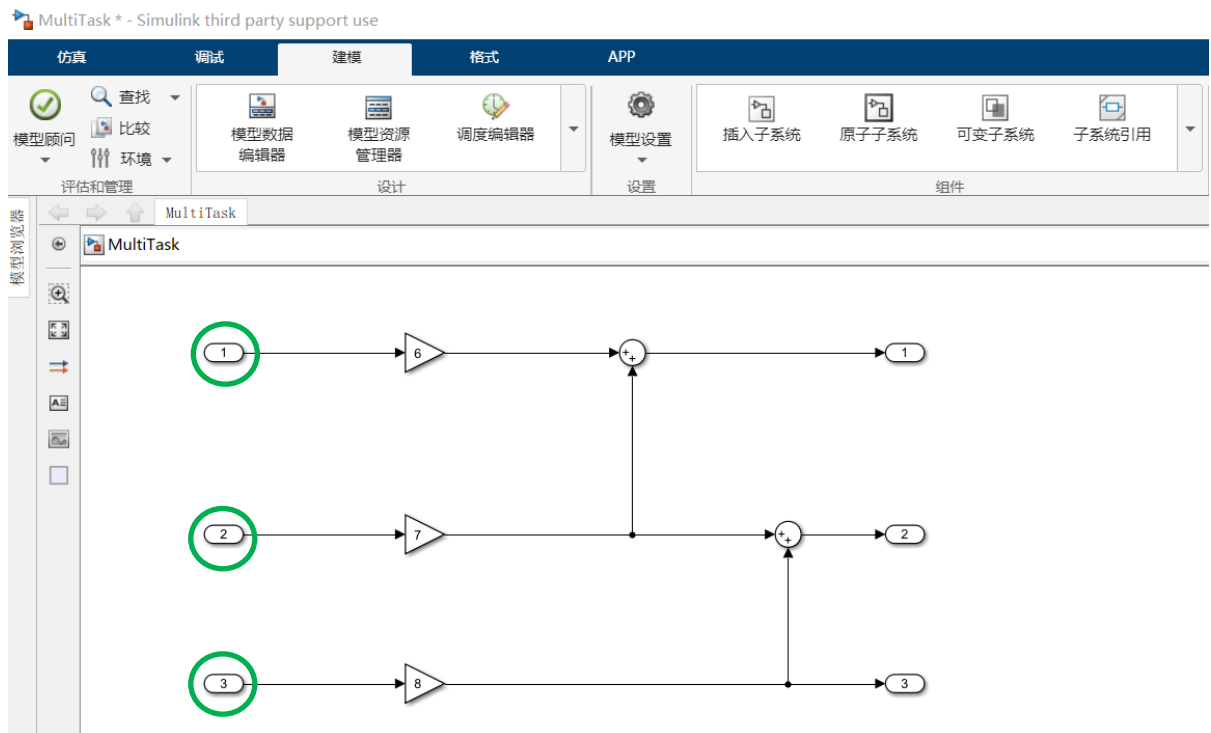 MultiTask * - Simulink third party support use
仿真 调试 建模 格式 APP
模型顾问
查找
比较
环境
模型数据
编辑器
模型资源
管理器
调度编辑器
模型设置
插入子系统
原子子系统
可变子系统
子系统引用
评估和管理 设计 设置 组件
模型浏览器
MultiTask
MultiTask
1 6 + + 1
2 7 + + 2
3 8 3